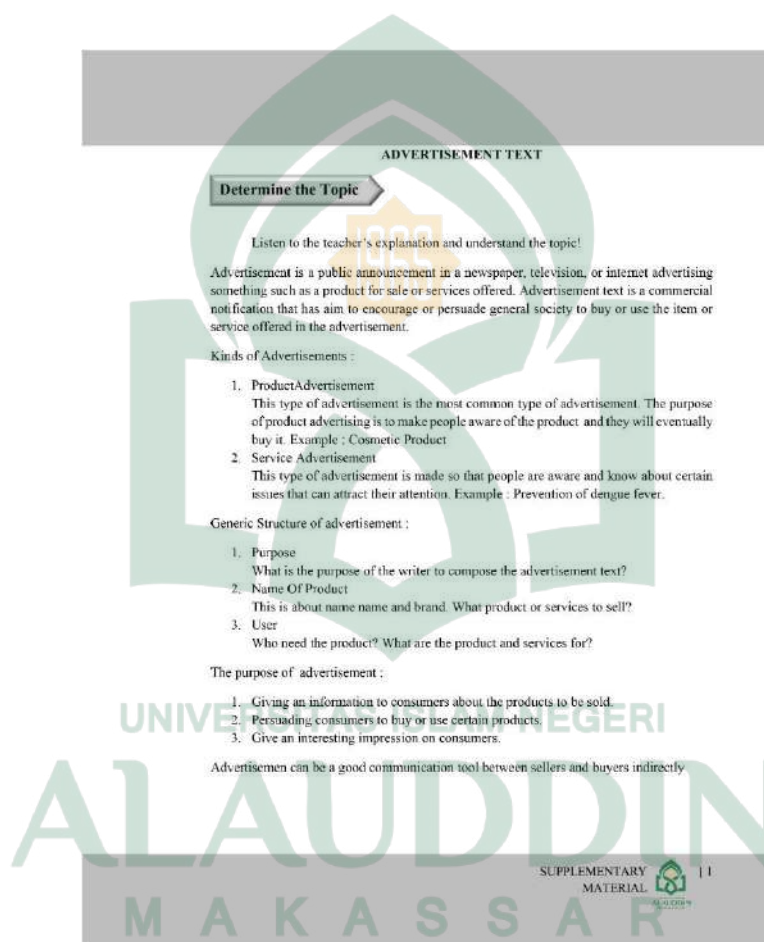 ADVERTISEMENT TEXT
Determine the Topic
1965
Listen to the teacher's explanation and understand the topic!
Advertisement is a public announcement in a newspaper, television, or internet advertising
something such as a product for sale or services offered. Advertisement text is a commercial
notification that has aim to encourage or persuade general society to buy or use the item or
service offered in the advertisement.
Kinds of Advertisements :
1. ProductAdvertisement
This type of advertisement is the most common type of advertisement. The purpose
of product advertising is to make people aware of the product and they will eventually
buy it. Example : Cosmetic Product
2. Service Advertisement
This type of advertisement is made so that people are aware and know about certain
issues that can attract their attention. Example : Prevention of dengue fever.
Generic Structure of advertisement :
1. Purpose
What is the purpose of the writer to compose the advertisement text?
2. Name Of Product
This is about name name and brand. What product or services to sell?
3. User
Who need the product? What are the product and services for?
The purpose of advertisement :
1. Giving an information to consumers about the products to be sold.
2. Persuading consumers to buy or use certain products.
3. Give an interesting impression on consumers.
UNIVERSITAS ISLAM NEGERI
Advertisemen can be a good communication tool between sellers and buyers indirectly
ALAUDDIN
SUPPLEMENTARY | 1
MATERIAL
ALAUDDIN
MAKASSAR